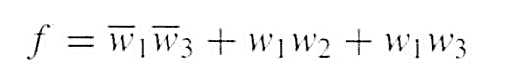 f = w̅₁w̅₃ + w₁w₂ + w₁w₃